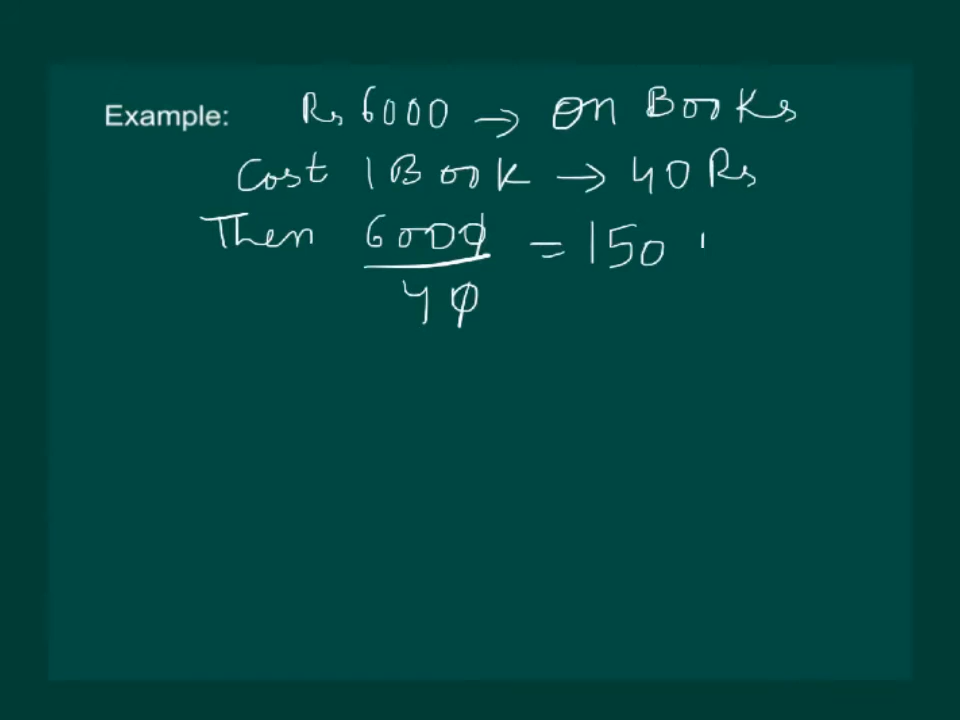 Example: Rs 6000 → On Books
Cost 1 Book → 40 Rs
Then 6000/40 = 150